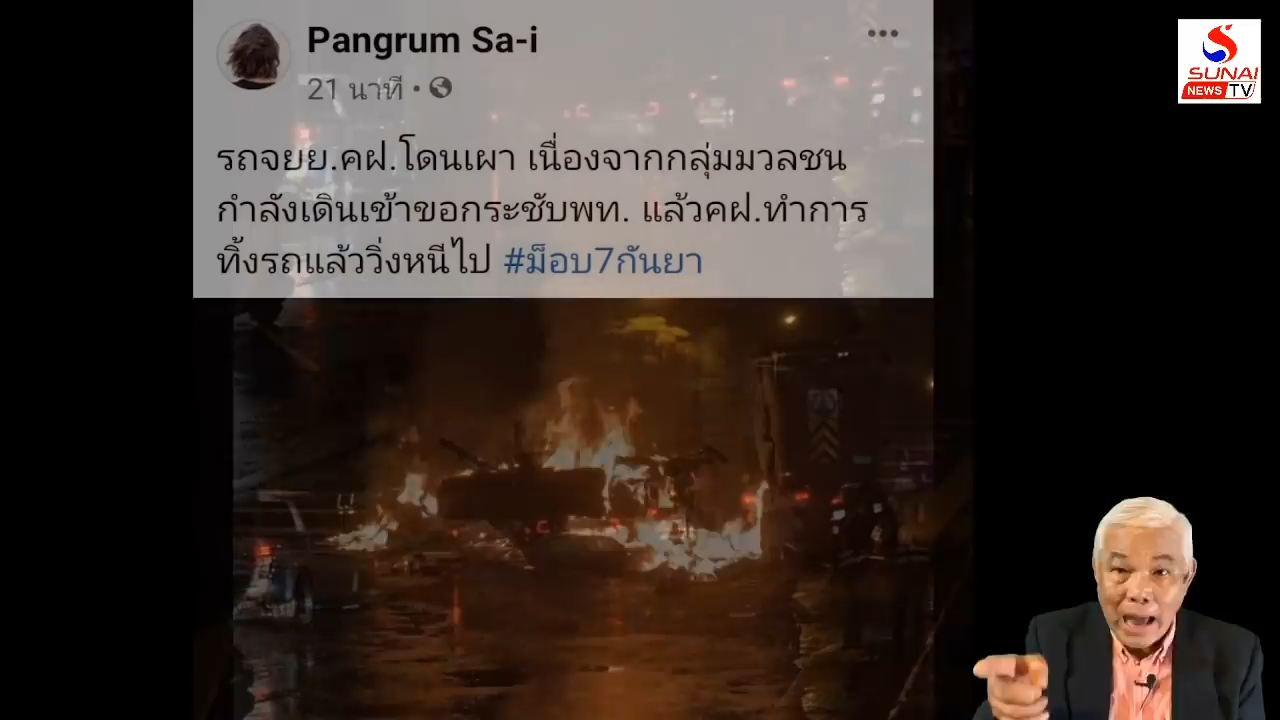 Pangrum Sa-i
21 นาที
รถจยย.คฝ.โดนเผา เนื่องจากกลุ่มมวลชน
กำลังเดินเข้าขอกระชับพท. แล้วคฝ.ทำการ
ทิ้งรถแล้ววิ่งหนีไป #ม็อบ7กันยา
SUNAI
NEWS TV